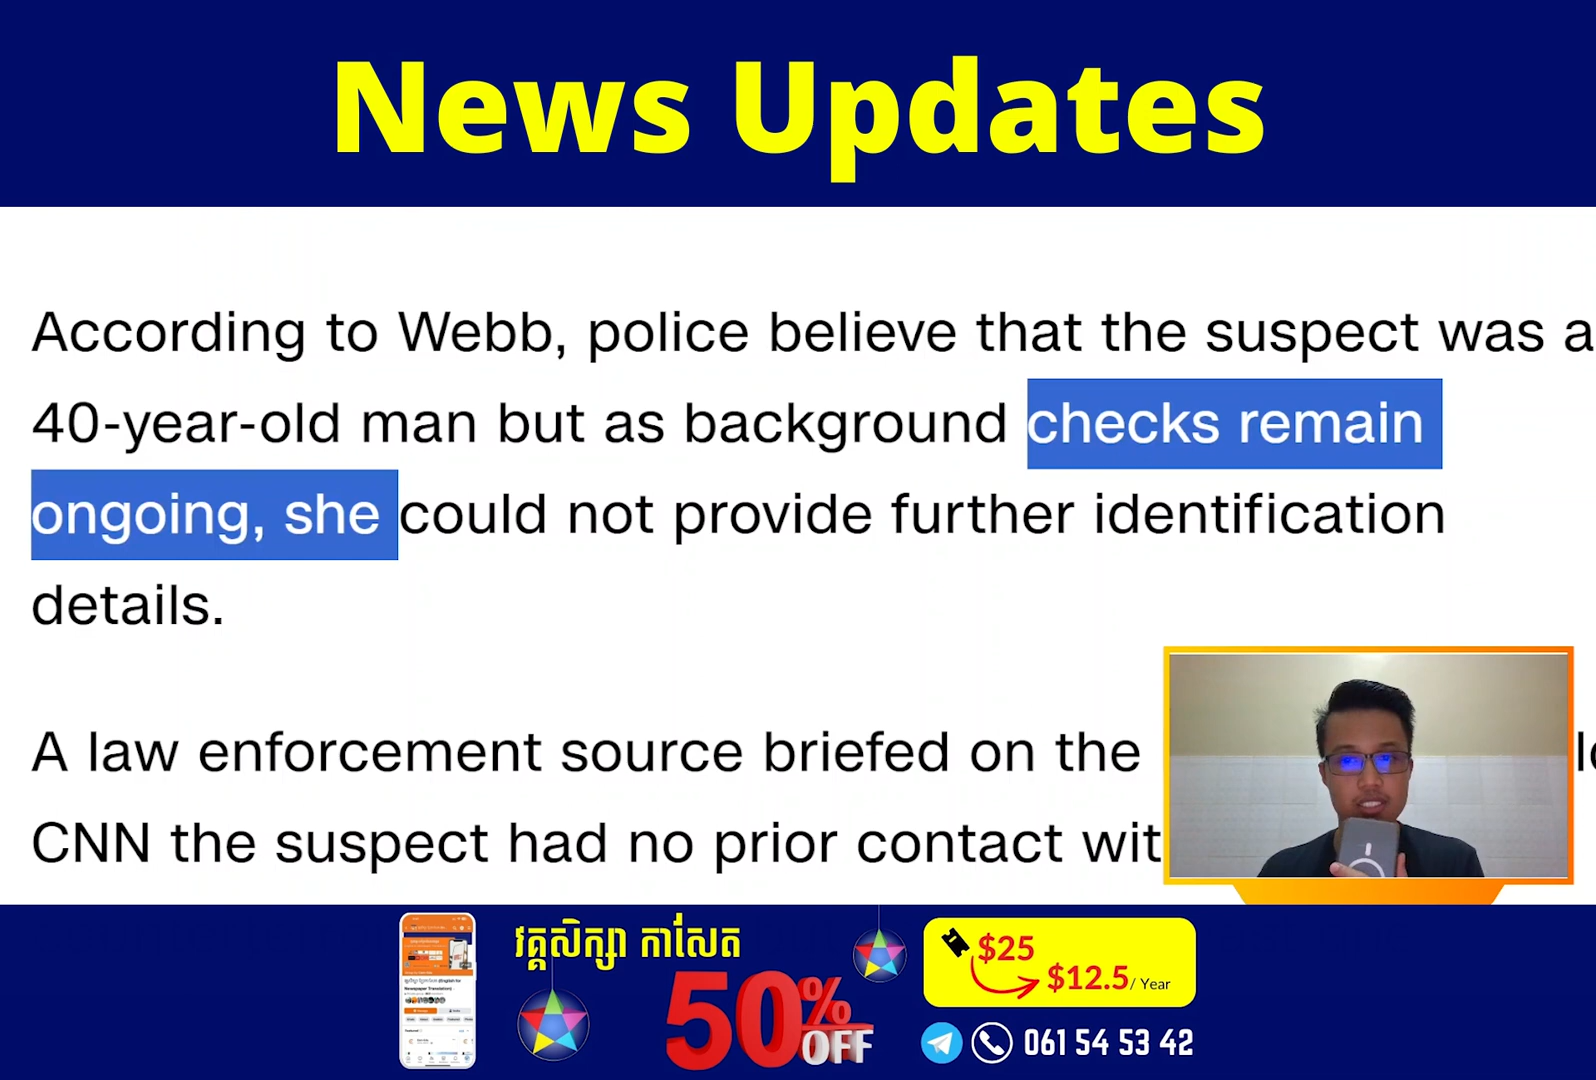 News Updates
According to Webb, police believe that the suspect was a
40-year-old man but as background checks remain
ongoing, she could not provide further identification
details.
A law enforcement source briefed on the
CNN the suspect had no prior contact wit
វគ្គសិក្សា កាសែត
50%
OFF
$25
$12.5/ Year
061 54 53 42